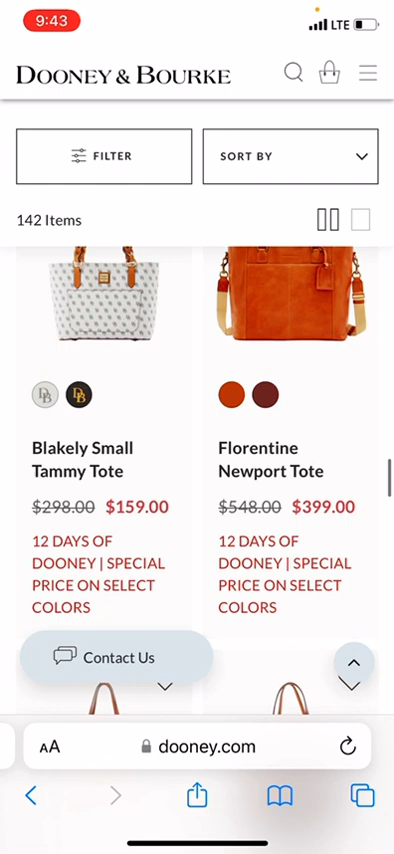 9:43
LTE
DOONEY & BOURKE
FILTER
SORT BY
142 Items
Blakely Small
Tammy Tote
$298.00 $159.00
12 DAYS OF
DOONEY | SPECIAL
PRICE ON SELECT
COLORS
Florentine
Newport Tote
$548.00 $399.00
12 DAYS OF
DOONEY | SPECIAL
PRICE ON SELECT
COLORS
Contact Us
AA
dooney.com